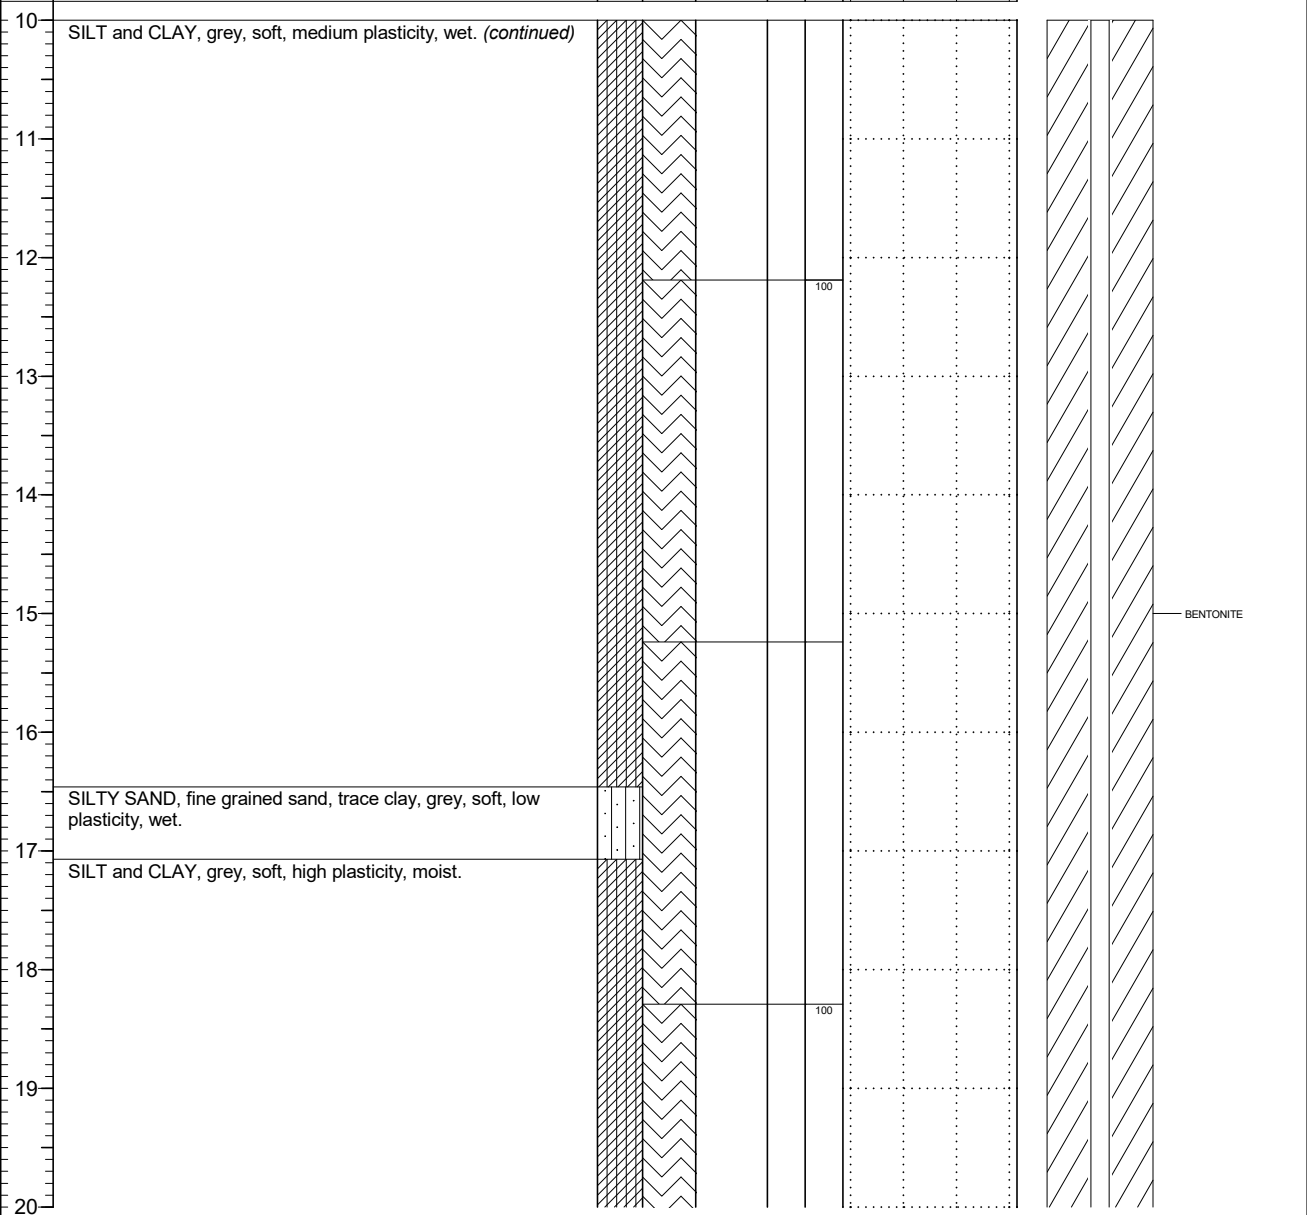 10
SILT and CLAY, grey, soft, medium plasticity, wet. (continued)
11
12
100
13
14
15
BENTONITE
16
SILTY SAND, fine grained sand, trace clay, grey, soft, low
plasticity, wet.
17
SILT and CLAY, grey, soft, high plasticity, moist.
18
100
19
20